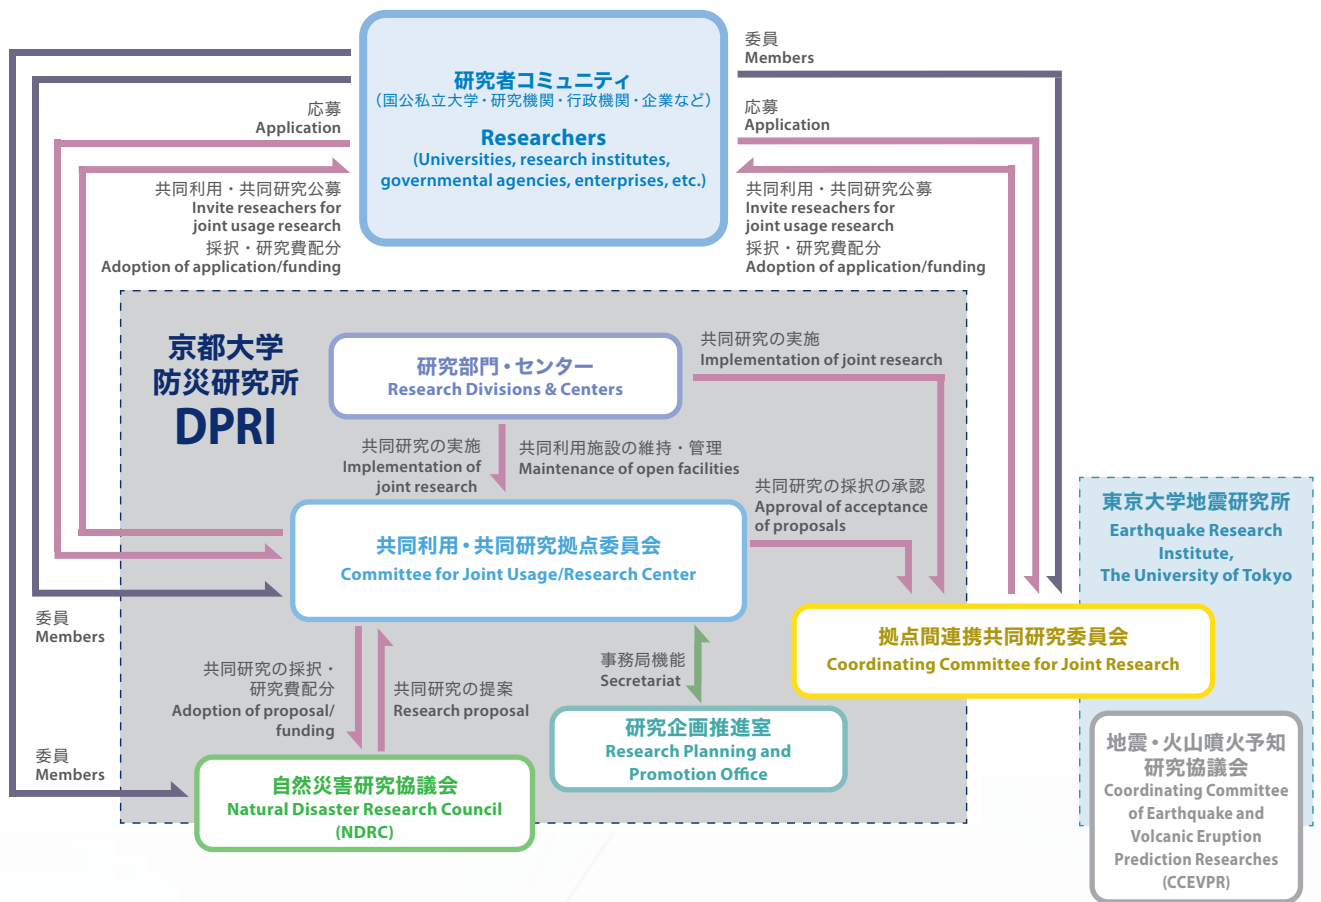 委員
Members
研究者コミュニティ
（国公私立大学・研究機関・行政機関・企業など）
Researchers
(Universities, research institutes,
governmental agencies, enterprises, etc.)
応募
Application
共同利用・共同研究公募
Invite reseachers for
joint usage research
採択・研究費配分
Adoption of application/funding
応募
Application
共同利用・共同研究公募
Invite reseachers for
joint usage research
採択・研究費配分
Adoption of application/funding
京都大学
防災研究所
DPRI
研究部門・センター
Research Divisions & Centers
共同研究の実施
Implementation of joint research
共同研究の実施
Implementation of
joint research
共同利用施設の維持・管理
Maintenance of open facilities
共同研究の採択の承認
Approval of acceptance
of proposals
共同利用・共同研究拠点委員会
Committee for Joint Usage/Research Center
東京大学地震研究所
Earthquake Research
Institute,
The University of Tokyo
委員
Members
拠点間連携共同研究委員会
Coordinating Committee for Joint Research
共同研究の採択・
研究費配分
Adoption of proposal/
funding
共同研究の提案
Research proposal
事務局機能
Secretariat
研究企画推進室
Research Planning and
Promotion Office
委員
Members
自然災害研究協議会
Natural Disaster Research Council
(NDRC)
地震・火山噴火予知
研究協議会
Coordinating Committee
of Earthquake and
Volcanic Eruption
Prediction Researches
(CCEVPR)